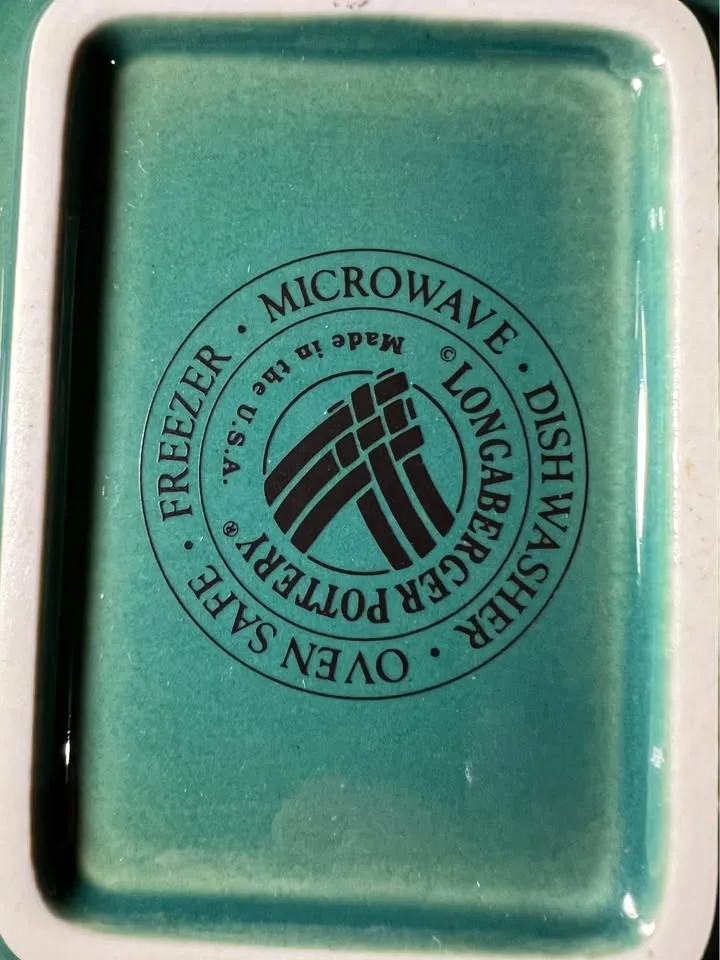 MICROWAVE • DISHWASHER • OVEN SAFE • FREEZER •
© LONGABERGER POTTERY®
Made in the U.S.A.